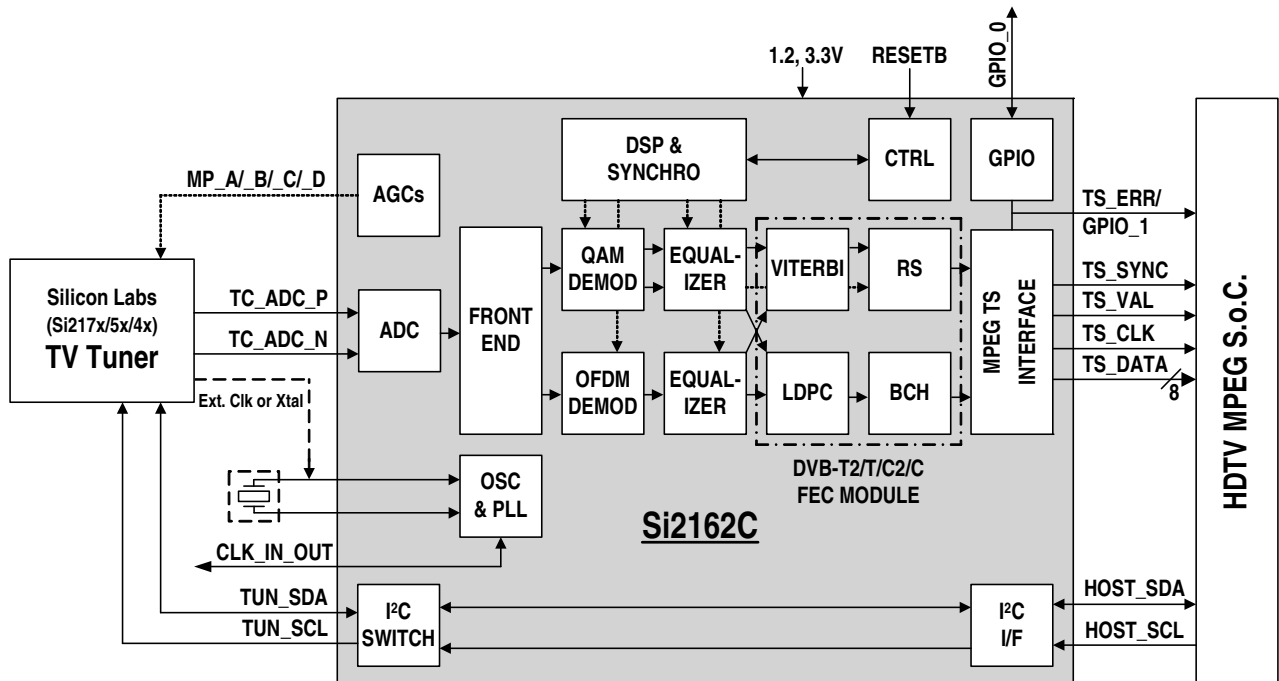 1.2, 3.3V
RESETB
GPIO_0
DSP &
SYNCHRO
CTRL
GPIO
MP_A/_B/_C/_D
AGCs
TS_ERR/
GPIO_1
Silicon Labs
(Si217x/5x/4x)
TV Tuner
TC_ADC_P
TC_ADC_N
ADC
FRONT
END
QAM
DEMOD
EQUAL-
IZER
VITERBI
RS
OFDM
DEMOD
EQUAL-
IZER
LDPC
BCH
MPEG TS
INTERFACE
TS_SYNC
TS_VAL
TS_CLK
TS_DATA
8
HDTV MPEG S.o.C.
Ext. Clk or Xtal
DVB-T2/T/C2/C
FEC MODULE
OSC
& PLL
Si2162C
CLK_IN_OUT
TUN_SDA
TUN_SCL
I²C
SWITCH
I²C
I/F
HOST_SDA
HOST_SCL